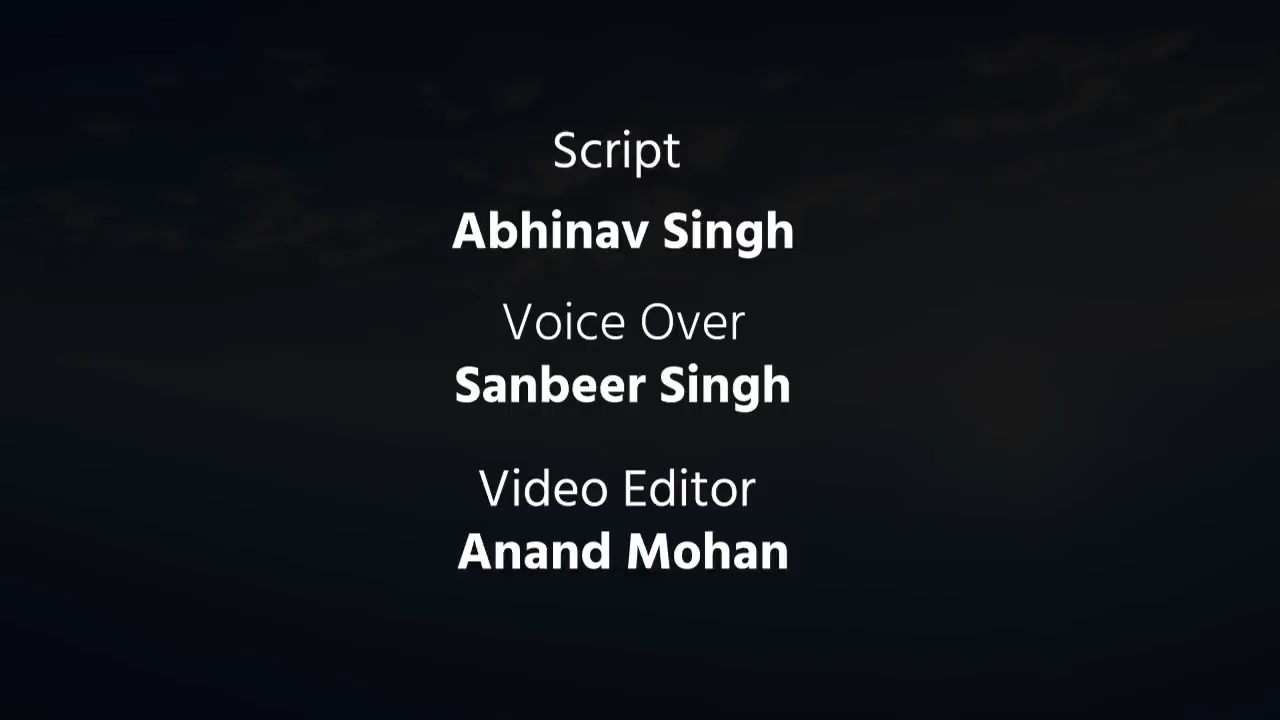 Script
Abhinav Singh
Voice Over
Sanbeer Singh
Video Editor
Anand Mohan